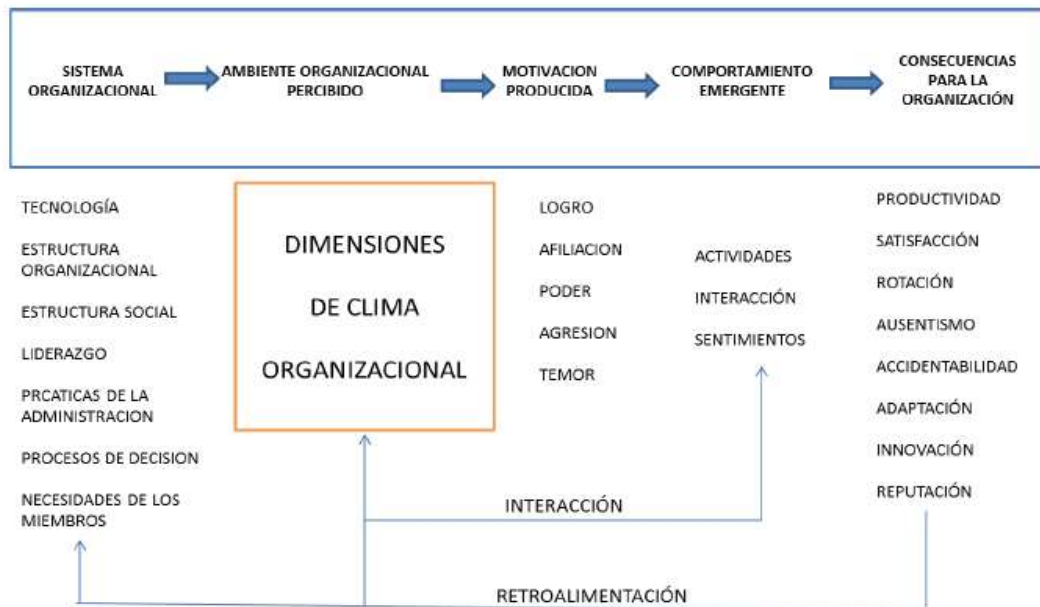 SISTEMA
ORGANIZACIONAL
AMBIENTE ORGANIZACIONAL
PERCIBIDO
MOTIVACION
PRODUCIDA
COMPORTAMIENTO
EMERGENTE
CONSECUENCIAS
PARA LA
ORGANIZACIÓN
TECNOLOGÍA
ESTRUCTURA
ORGANIZACIONAL
ESTRUCTURA SOCIAL
LIDERAZGO
PRCATICAS DE LA
ADMINISTRACION
PROCESOS DE DECISION
NECESIDADES DE LOS
MIEMBROS
DIMENSIONES
DE CLIMA
ORGANIZACIONAL
LOGRO
AFILIACION
PODER
AGRESION
TEMOR
ACTIVIDADES
INTERACCIÓN
SENTIMIENTOS
PRODUCTIVIDAD
SATISFACCIÓN
ROTACIÓN
AUSENTISMO
ACCIDENTABILIDAD
ADAPTACIÓN
INNOVACIÓN
REPUTACIÓN
INTERACCIÓN
RETROALIMENTACIÓN